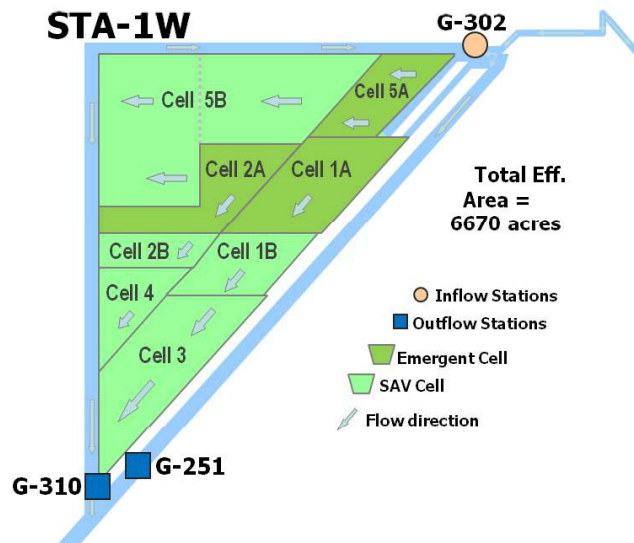 STA-1W
G-302
Cell 5B
Cell 5A
Cell 2A
Cell 1A
Total Eff.
Area =
6670 acres
Cell 2B
Cell 1B
Cell 4
Cell 3
Inflow Stations
Outflow Stations
Emergent Cell
SAV Cell
Flow direction
G-251
G-310